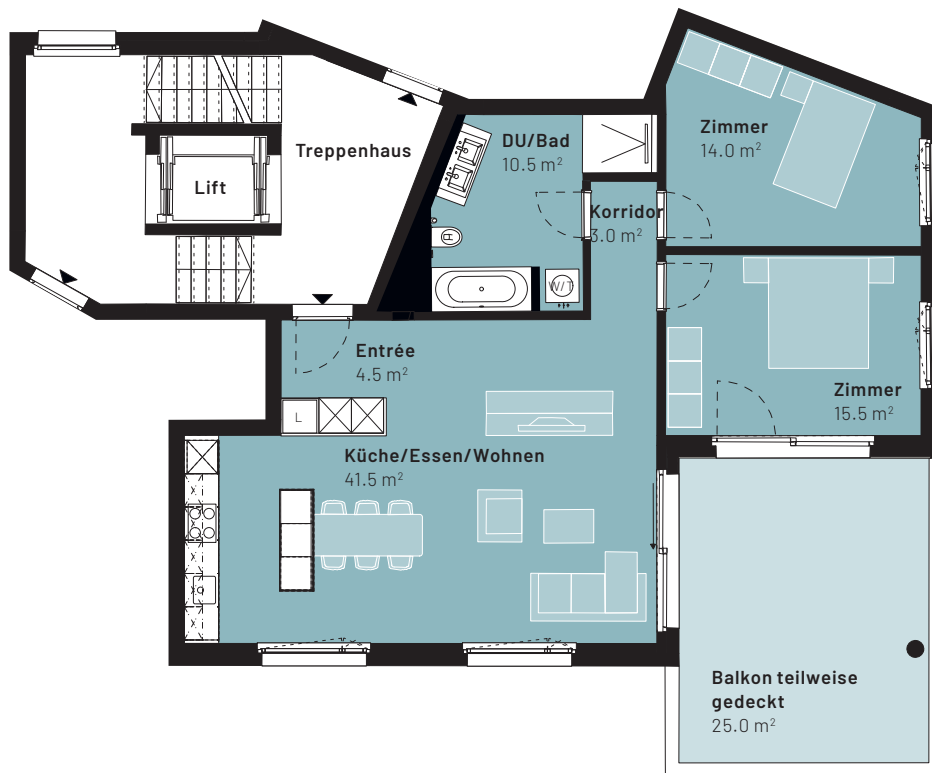 Treppenhaus
Lift
DU/Bad
10.5 m²
Zimmer
14.0 m²
Korridor
3.0 m²
W/T
Entrée
4.5 m²
L
Zimmer
15.5 m²
Küche/Essen/Wohnen
41.5 m²
Balkon teilweise
gedeckt
25.0 m²